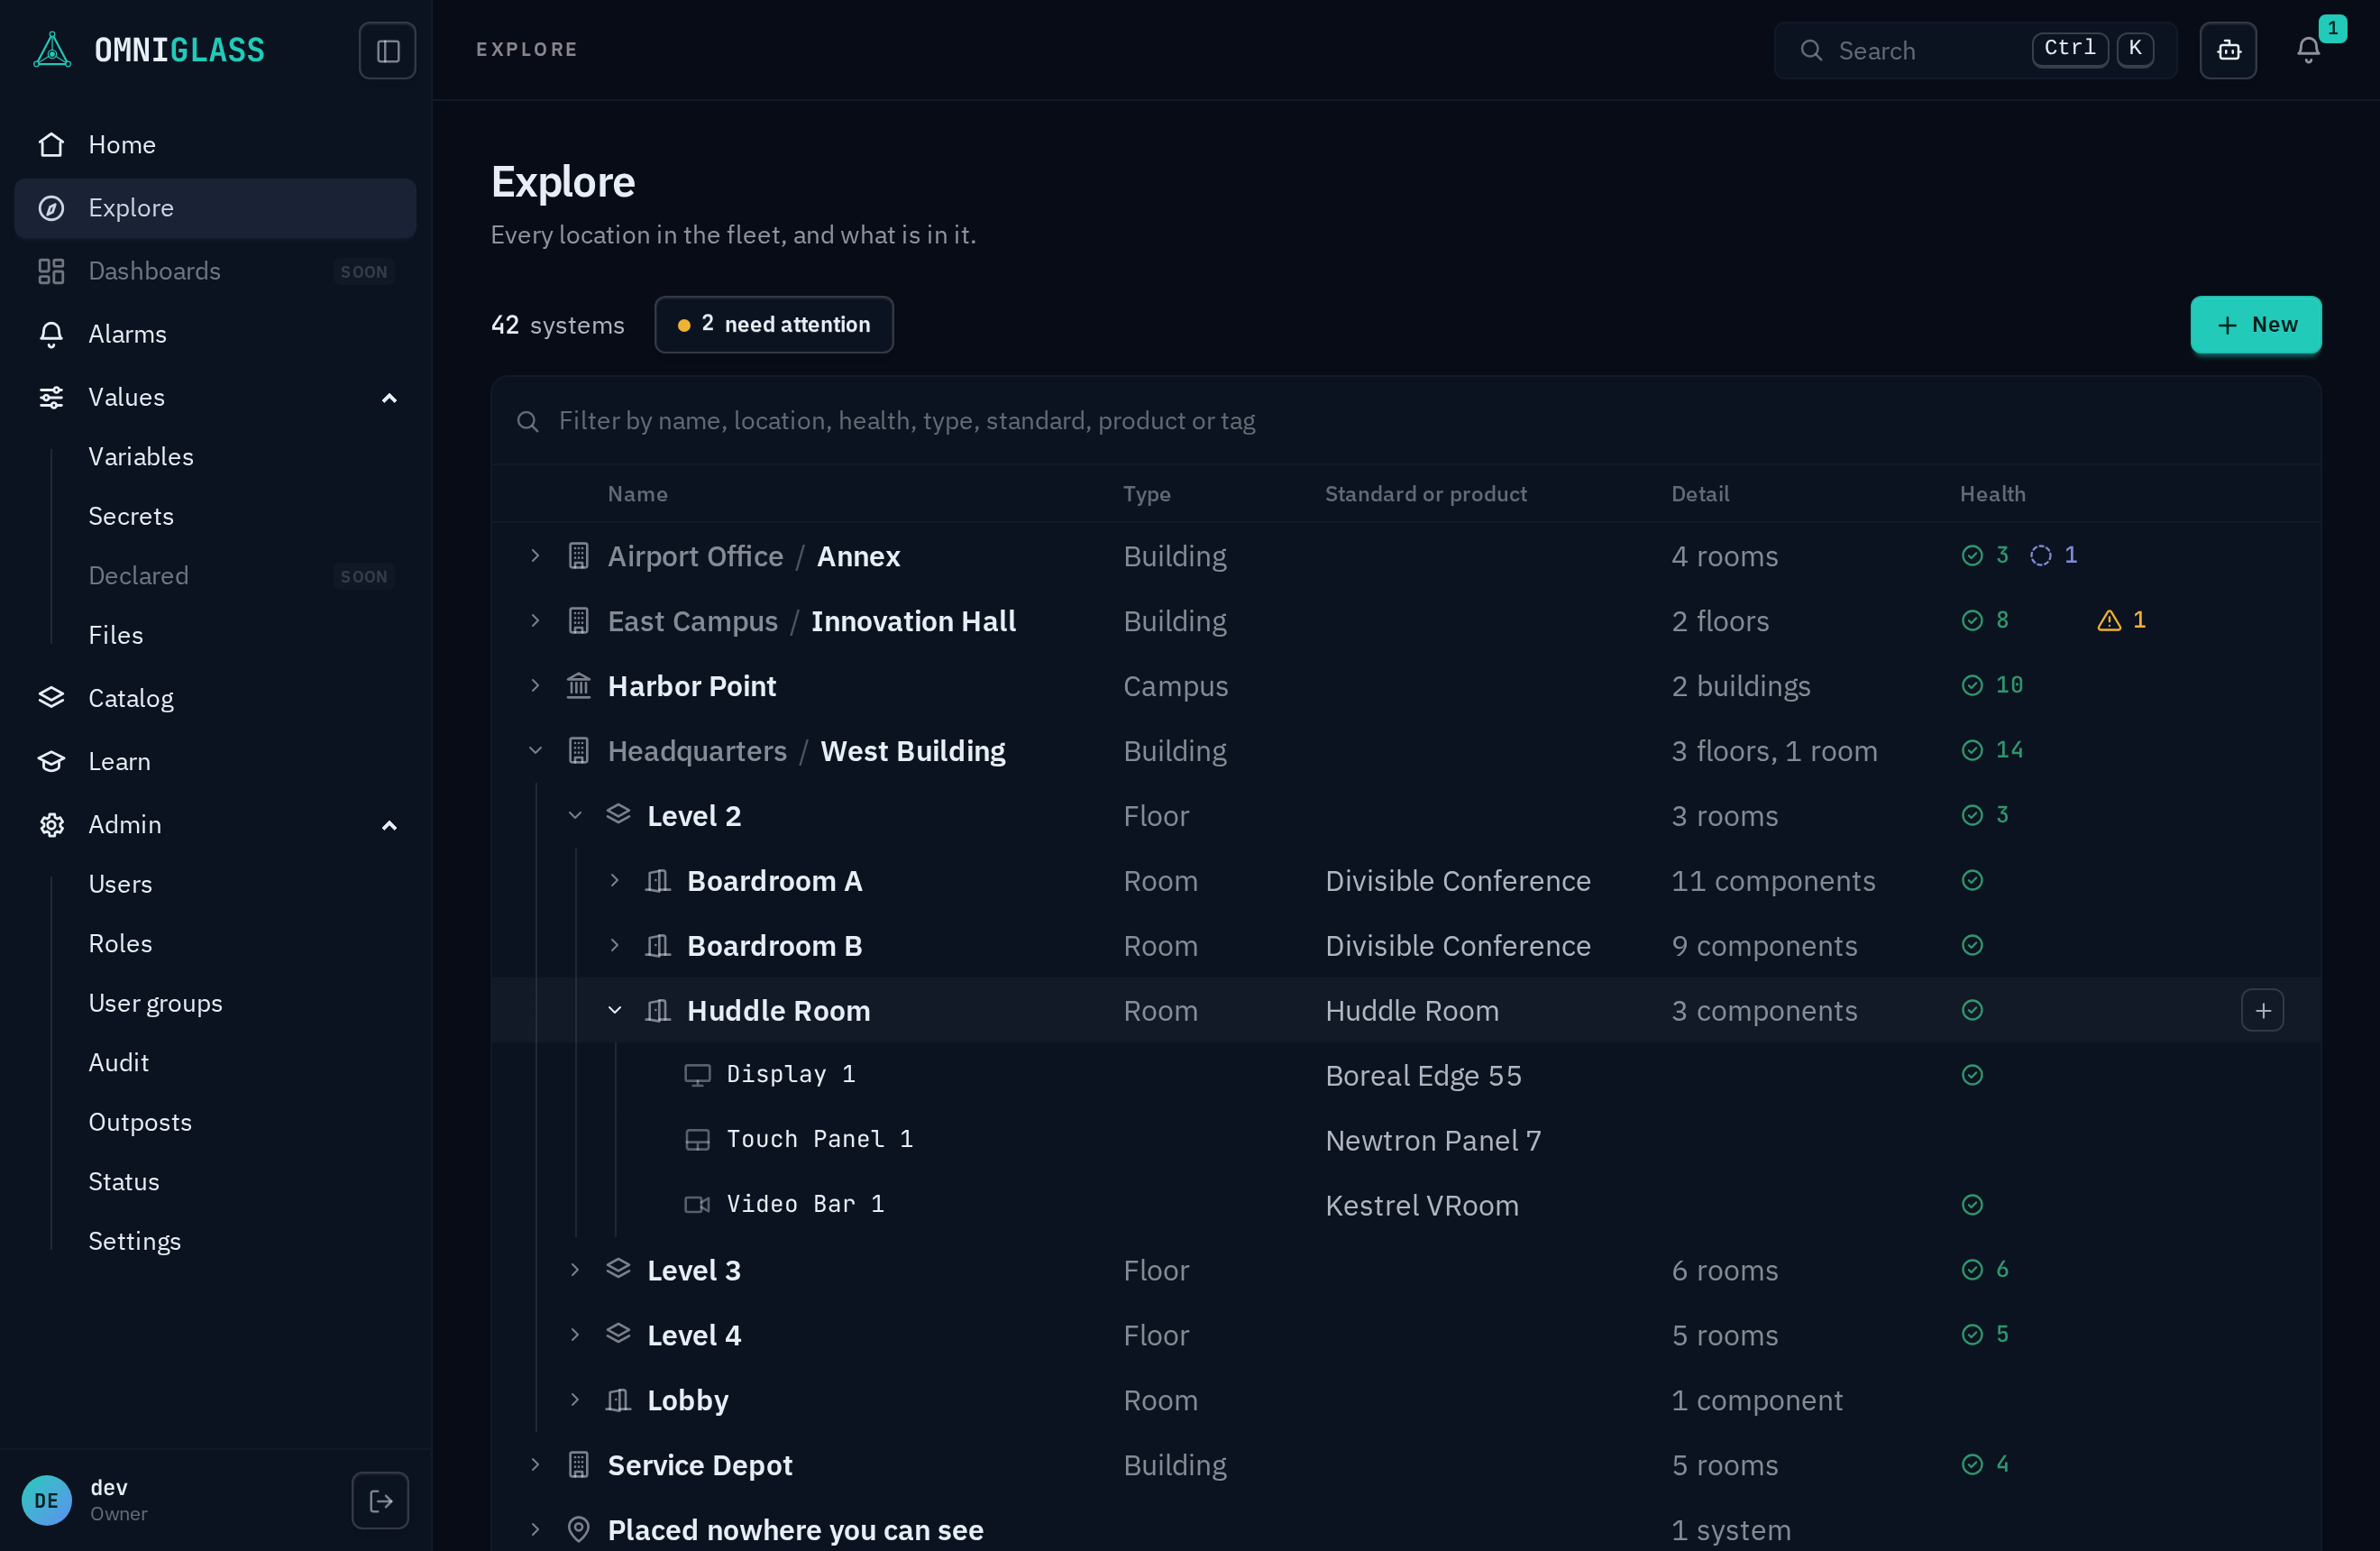 OMNIGLASS
EXPLORE
Search Ctrl K
1
Home
Explore
Dashboards SOON
Alarms
Values
Variables
Secrets
Declared SOON
Files
Catalog
Learn
Admin
Users
Roles
User groups
Audit
Outposts
Status
Settings
DE dev
Owner
Explore
Every location in the fleet, and what is in it.
42 systems 2 need attention New
Filter by name, location, health, type, standard, product or tag
Name Type Standard or product Detail Health
Airport Office / Annex Building 4 rooms 3 1
East Campus / Innovation Hall Building 2 floors 8 1
Harbor Point Campus 2 buildings 10
Headquarters / West Building Building 3 floors, 1 room 14
Level 2 Floor 3 rooms 3
Boardroom A Room Divisible Conference 11 components
Boardroom B Room Divisible Conference 9 components
Huddle Room Room Huddle Room 3 components
Display 1 Boreal Edge 55
Touch Panel 1 Newtron Panel 7
Video Bar 1 Kestrel VRoom
Level 3 Floor 6 rooms 6
Level 4 Floor 5 rooms 5
Lobby Room 1 component
Service Depot Building 5 rooms 4
Placed nowhere you can see 1 system